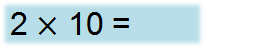 2 × 10 =